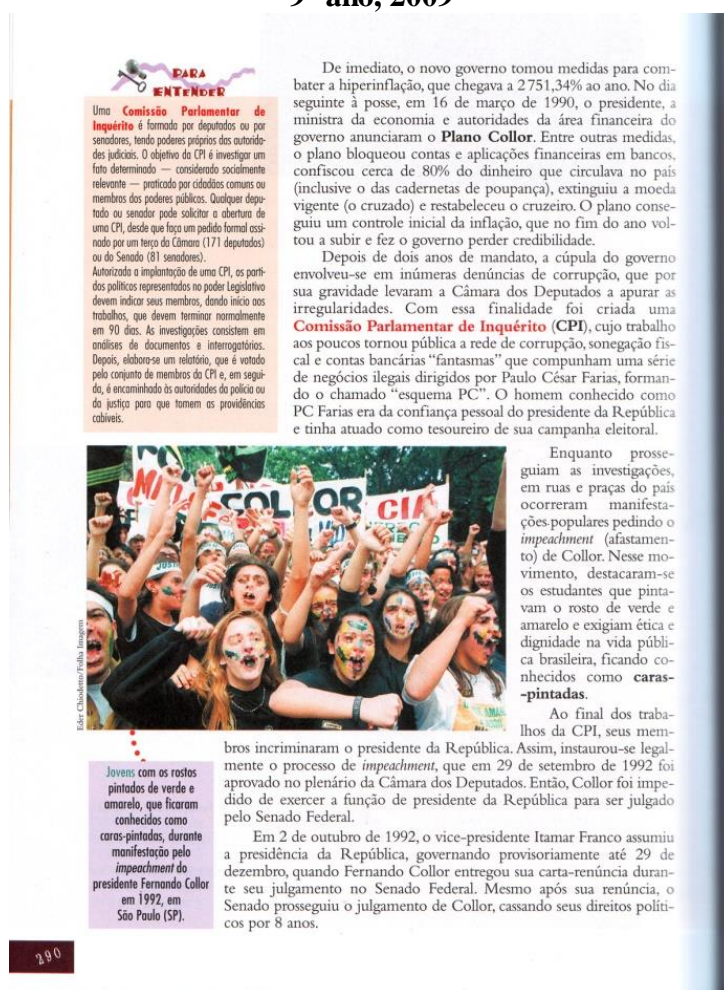 9º ano, 2009
PARA
ENTENDER
Uma Comissão Parlamentar de
Inquérito é formada por deputados ou por
senadores, tendo poderes próprios das autorida-
des judiciais. O objetivo da CPI é investigar um
fato determinado — considerado socialmente
relevante — praticado por cidadãos comuns ou
membros dos poderes públicos. Qualquer depu-
tado ou senador pode solicitar a abertura de
uma CPI, desde que faça um pedido formal assi-
nado por um terço da Câmara (171 deputados)
ou do Senado (81 senadores).
Autorizada a implantação de uma CPI, os parti-
dos políticos representados no poder Legislativo
devem indicar seus membros, dando início aos
trabalhos, que devem terminar normalmente
em 90 dias. As investigações consistem em
análises de documentos e interrogatórios.
Depois, elabora-se um relatório, que é votado
pelo conjunto de membros da CPI e, em segui-
da, é encaminhado às autoridades da polícia ou
da justiça para que tomem as providências
cabíveis.
De imediato, o novo governo tomou medidas para com-
bater a hiperinflação, que chegava a 2 751,34% ao ano. No dia
seguinte à posse, em 16 de março de 1990, o presidente, a
ministra da economia e autoridades da área financeira do
governo anunciaram o Plano Collor. Entre outras medidas,
o plano bloqueou contas e aplicações financeiras em bancos,
confiscou cerca de 80% do dinheiro que circulava no país
(inclusive o das cadernetas de poupança), extinguiu a moeda
vigente (o cruzado) e restabeleceu o cruzeiro. O plano conse-
guiu um controle inicial da inflação, que no fim do ano vol-
tou a subir e fez o governo perder credibilidade.
Depois de dois anos de mandato, a cúpula do governo
envolveu-se em inúmeras denúncias de corrupção, que por
sua gravidade levaram a Câmara dos Deputados a apurar as
irregularidades. Com essa finalidade foi criada uma
Comissão Parlamentar de Inquérito (CPI), cujo trabalho
aos poucos tornou pública a rede de corrupção, sonegação fis-
cal e contas bancárias "fantasmas" que compunham uma série
de negócios ilegais dirigidos por Paulo César Farias, forman-
do o chamado "esquema PC". O homem conhecido como
PC Farias era da confiança pessoal do presidente da República
e tinha atuado como tesoureiro de sua campanha eleitoral.
COLLOR
CIA
Eder Chiodetto/Folha Imagem
Enquanto prosse-
guiam as investigações,
em ruas e praças do país
ocorreram manifesta-
ções populares pedindo o
impeachment (afastamen-
to) de Collor. Nesse mo-
vimento, destacaram-se
os estudantes que pinta-
vam o rosto de verde e
amarelo e exigiam ética e
dignidade na vida públi-
ca brasileira, ficando co-
nhecidos como caras-
-pintadas.
Ao final dos traba-
lhos da CPI, seus mem-
bros incriminaram o presidente da República. Assim, instaurou-se legal-
mente o processo de impeachment, que em 29 de setembro de 1992 foi
aprovado no plenário da Câmara dos Deputados. Então, Collor foi impe-
dido de exercer a função de presidente da República para ser julgado
pelo Senado Federal.
Em 2 de outubro de 1992, o vice-presidente Itamar Franco assumiu
a presidência da República, governando provisoriamente até 29 de
dezembro, quando Fernando Collor entregou sua carta-renúncia duran-
te seu julgamento no Senado Federal. Mesmo após sua renúncia, o
Senado prosseguiu o julgamento de Collor, cassando seus direitos políti-
cos por 8 anos.
Jovens com os rostos
pintados de verde e
amarelo, que ficaram
conhecidos como
caras-pintadas, durante
manifestação pelo
impeachment do
presidente Fernando Collor
em 1992, em
São Paulo (SP).
290